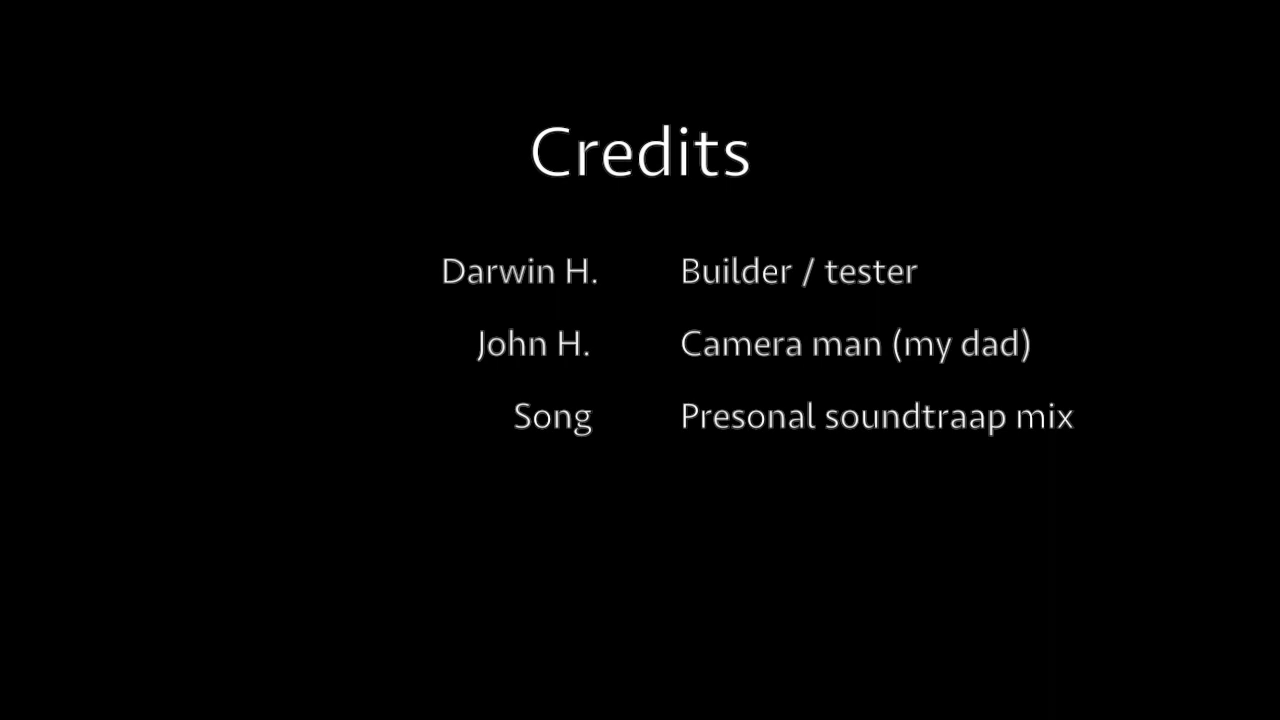 Credits
Darwin H. Builder / tester
John H. Camera man (my dad)
Song Presonal soundtraap mix